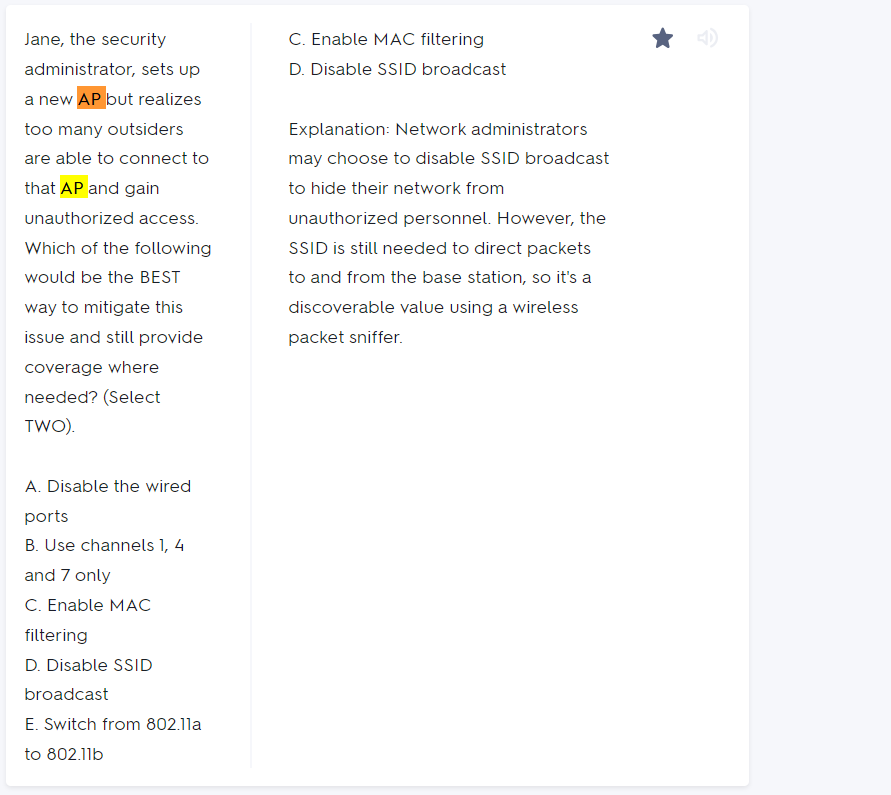 Jane, the security
administrator, sets up
a new AP but realizes
too many outsiders
are able to connect to
that AP and gain
unauthorized access.
Which of the following
would be the BEST
way to mitigate this
issue and still provide
coverage where
needed? (Select
TWO).
A. Disable the wired
ports
B. Use channels 1, 4
and 7 only
C. Enable MAC
filtering
D. Disable SSID
broadcast
E. Switch from 802.11a
to 802.11b
C. Enable MAC filtering
D. Disable SSID broadcast
Explanation: Network administrators
may choose to disable SSID broadcast
to hide their network from
unauthorized personnel. However, the
SSID is still needed to direct packets
to and from the base station, so it's a
discoverable value using a wireless
packet sniffer.